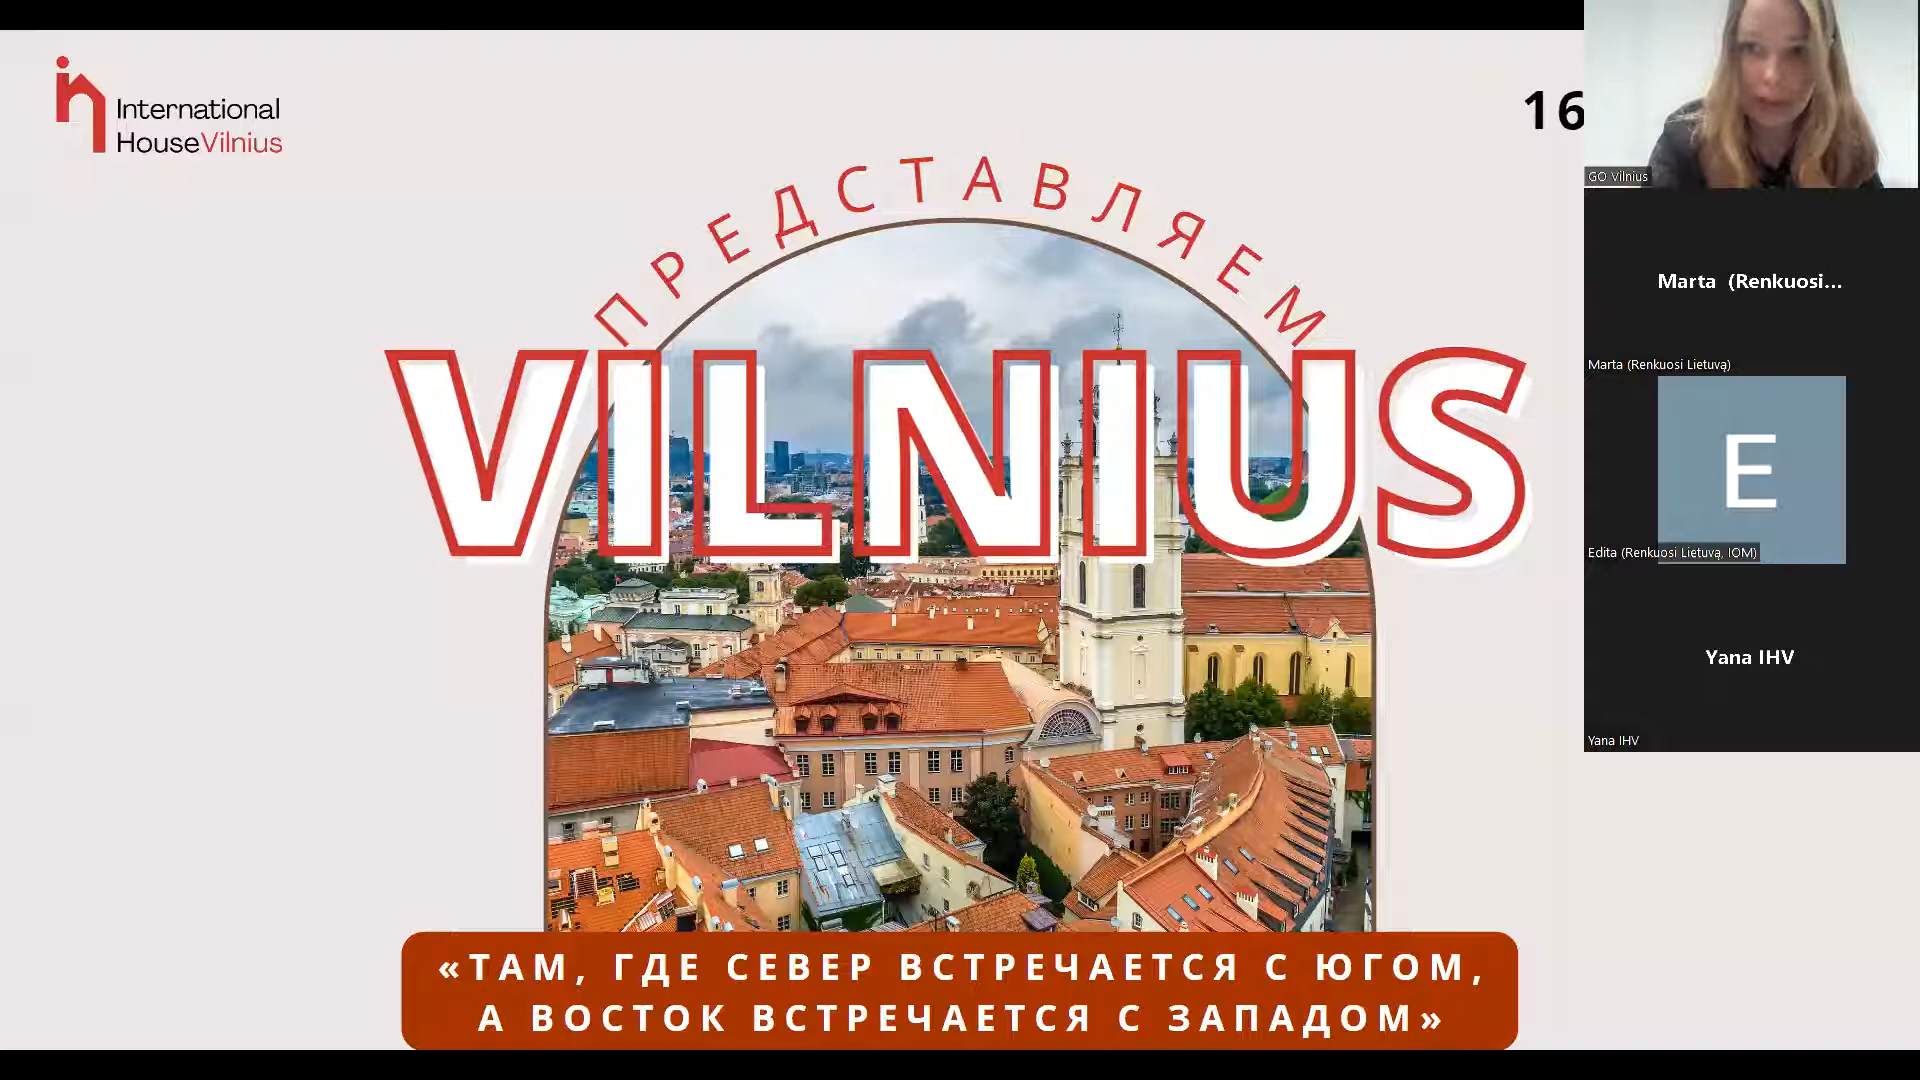 International
HouseVilnius
16
ПРЕДСТАВЛЯЕМ
VILNIUS
«ТАМ, ГДЕ СЕВЕР ВСТРЕЧАЕТСЯ С ЮГОМ,
А ВОСТОК ВСТРЕЧАЕТСЯ С ЗАПАДОМ»
GO Vilnius
Marta (Renkuosi...
Marta (Renkuosi Lietuvą)
E
Edita (Renkuosi Lietuvą, IOM)
Yana IHV
Yana IHV